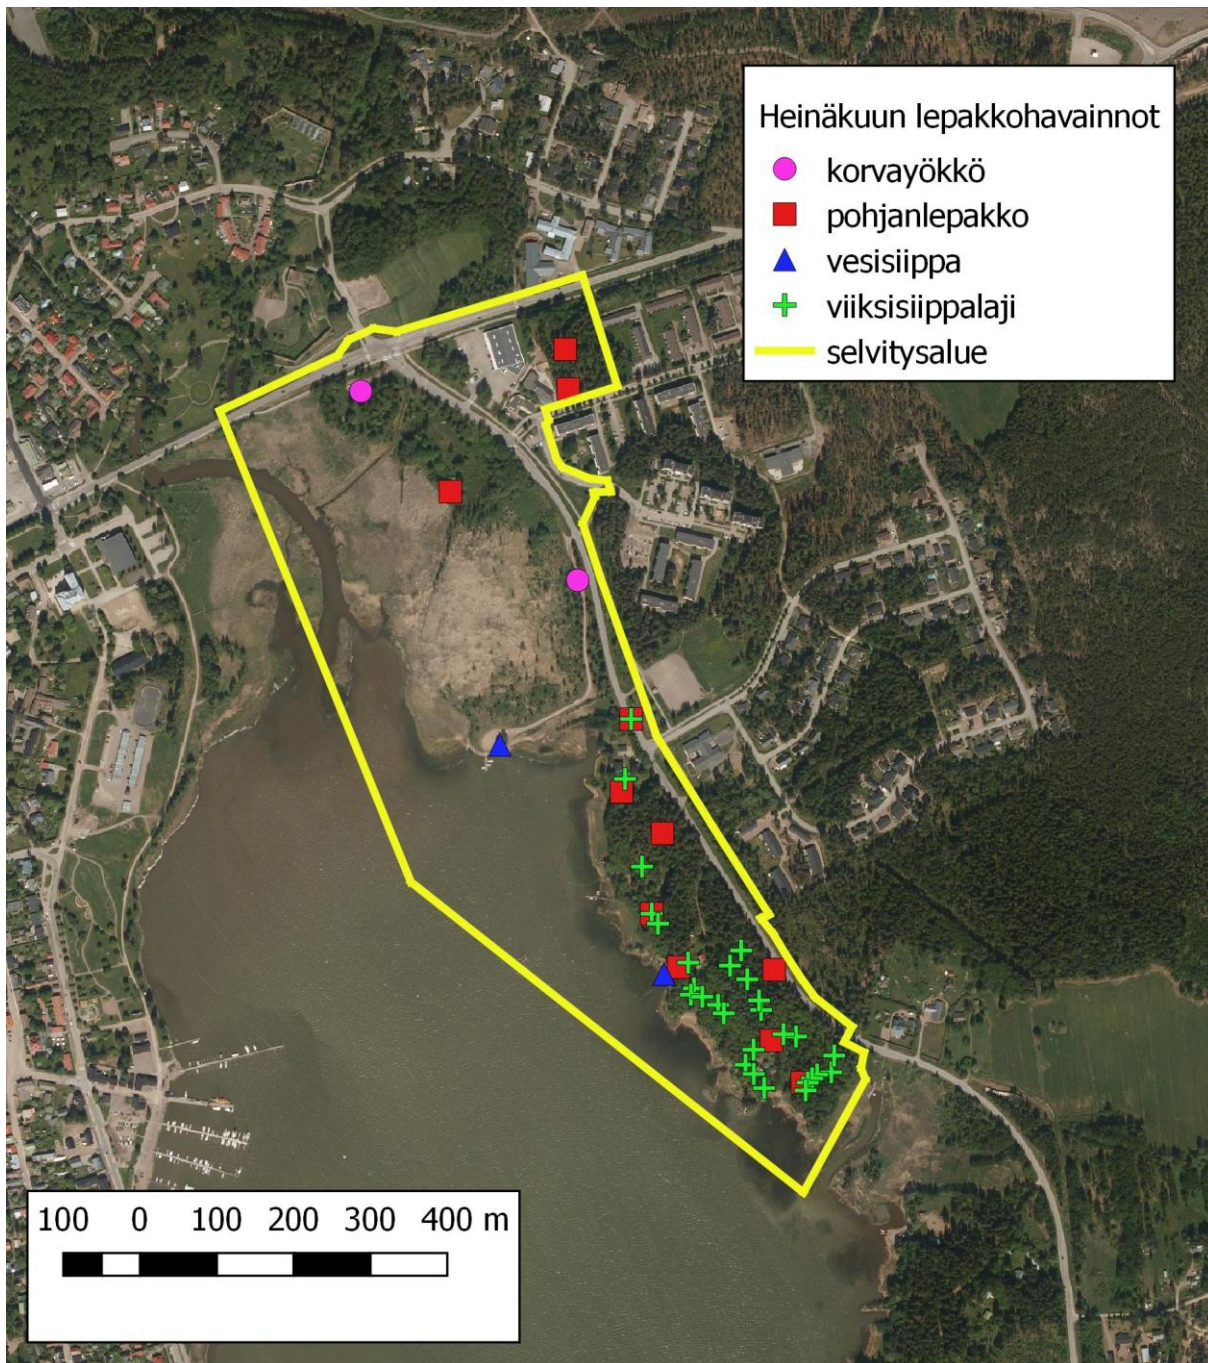 Heinäkuun lepakkohavainnot
korvayökkö
pohjanlepakko
vesisiippa
viiksisiippalaji
selvitysalue
100 0 100 200 300 400 m